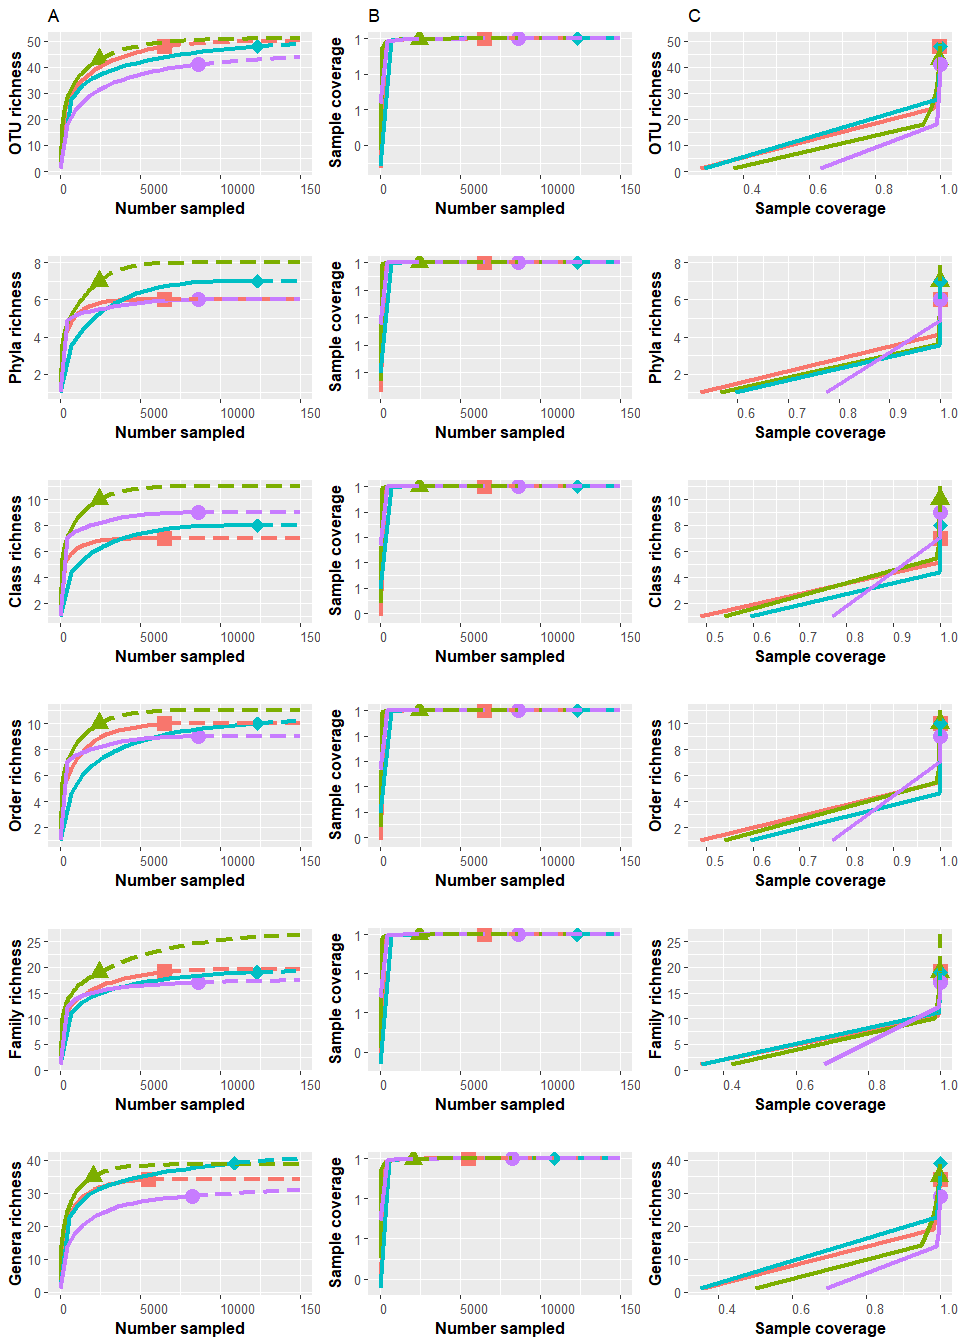 A B C
50
40
30
20
10
0
OTU richness
0 5000 10000 150
Number sampled
1
1
1
0
Sample coverage
0 5000 10000 150
Number sampled
50
40
30
20
10
0
OTU richness
0.4 0.6 0.8 1.0
Sample coverage
8
6
4
2
Phyla richness
0 5000 10000 150
Number sampled
1
1
1
1
1
Sample coverage
0 5000 10000 150
Number sampled
8
6
4
2
Phyla richness
0.6 0.7 0.8 0.9 1.0
Sample coverage
10
8
6
4
2
Class richness
0 5000 10000 150
Number sampled
1
1
1
1
1
0
Sample coverage
0 5000 10000 150
Number sampled
10
8
6
4
2
Class richness
0.5 0.6 0.7 0.8 0.9 1.0
Sample coverage
10
8
6
4
2
Order richness
0 5000 10000 150
Number sampled
1
1
1
1
1
0
Sample coverage
0 5000 10000 150
Number sampled
10
8
6
4
2
Order richness
0.5 0.6 0.7 0.8 0.9 1.0
Sample coverage
25
20
15
10
5
0
Family richness
0 5000 10000 150
Number sampled
1
1
1
0
Sample coverage
0 5000 10000 150
Number sampled
25
20
15
10
5
0
Family richness
0.4 0.6 0.8 1.0
Sample coverage
40
30
20
10
0
Genera richness
0 5000 10000 150
Number sampled
1
1
1
0
Sample coverage
0 5000 10000 150
Number sampled
40
30
20
10
0
Genera richness
0.4 0.6 0.8 1.0
Sample coverage